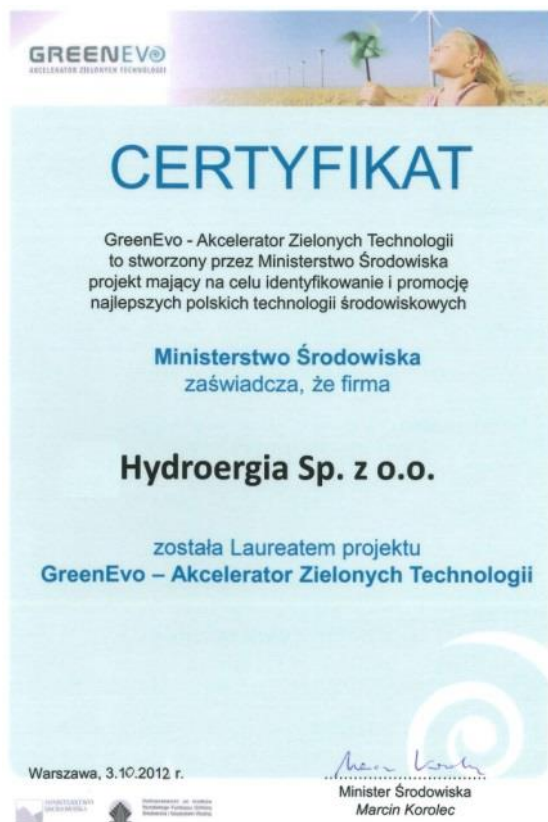 GREENEVO
AKCELERATOR ZIELONYCH TECHNOLOGII
CERTYFIKAT
GreenEvo - Akcelerator Zielonych Technologii
to stworzony przez Ministerstwo Środowiska
projekt mający na celu identyfikowanie i promocję
najlepszych polskich technologii środowiskowych
Ministerstwo Środowiska
zaświadcza, że firma
Hydroergia Sp. z o.o.
została Laureatem projektu
GreenEvo – Akcelerator Zielonych Technologii
Warszawa, 3.10.2012 r.
Minister Środowiska
Marcin Korolec
MINISTERSTWO
ŚRODOWISKA